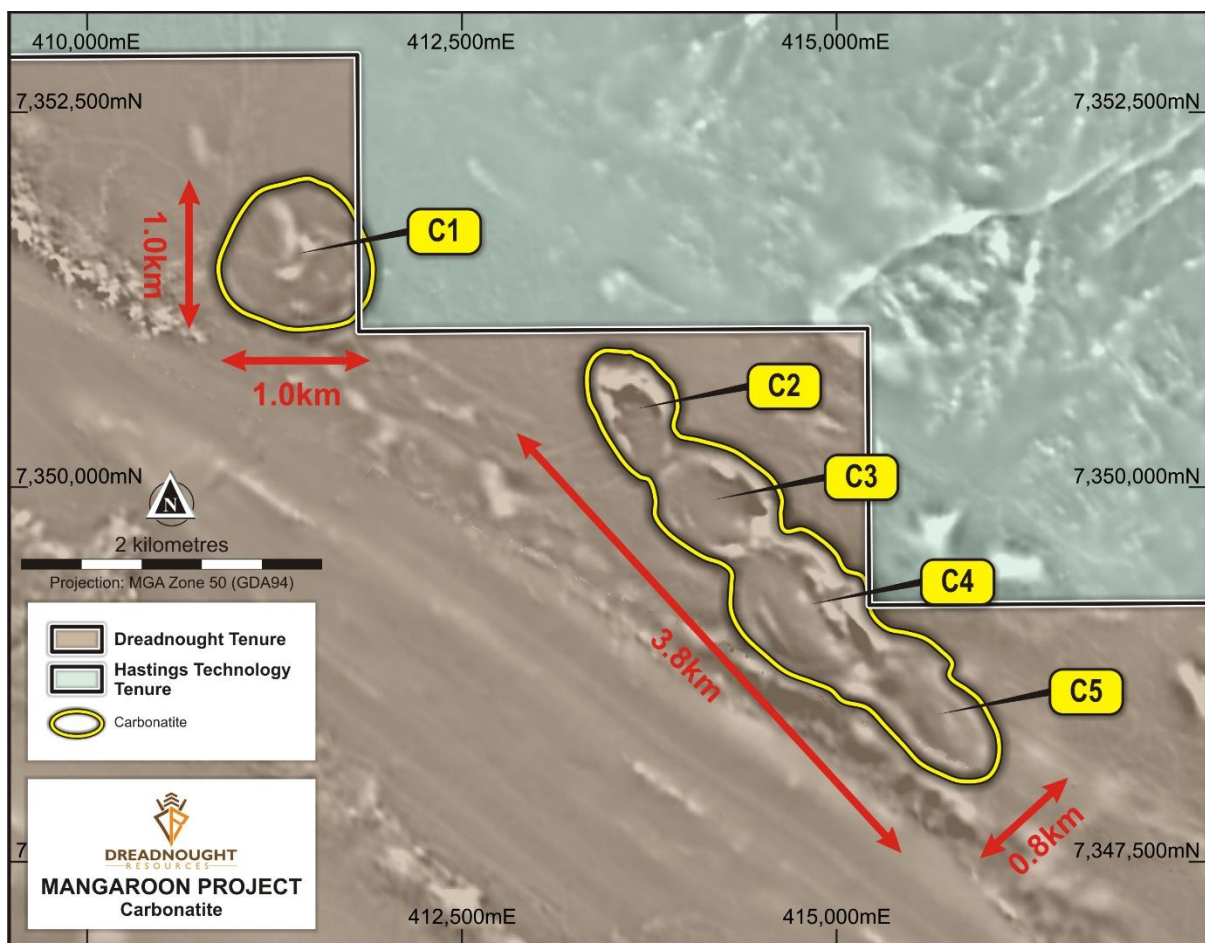 410,000mE
412,500mE
415,000mE
7,352,500mN
7,352,500mN
C1
1.0km
1.0km
C2
C3
C4
C5
3.8km
0.8km
7,350,000mN
7,350,000mN
N
2 kilometres
Projection: MGA Zone 50 (GDA94)
Dreadnought Tenure
Hastings Technology
Tenure
Carbonatite
DREADNOUGHT
RESOURCES
MANGAROON PROJECT
Carbonatite
7
7,347,500mN
412,500mE
415,000mE